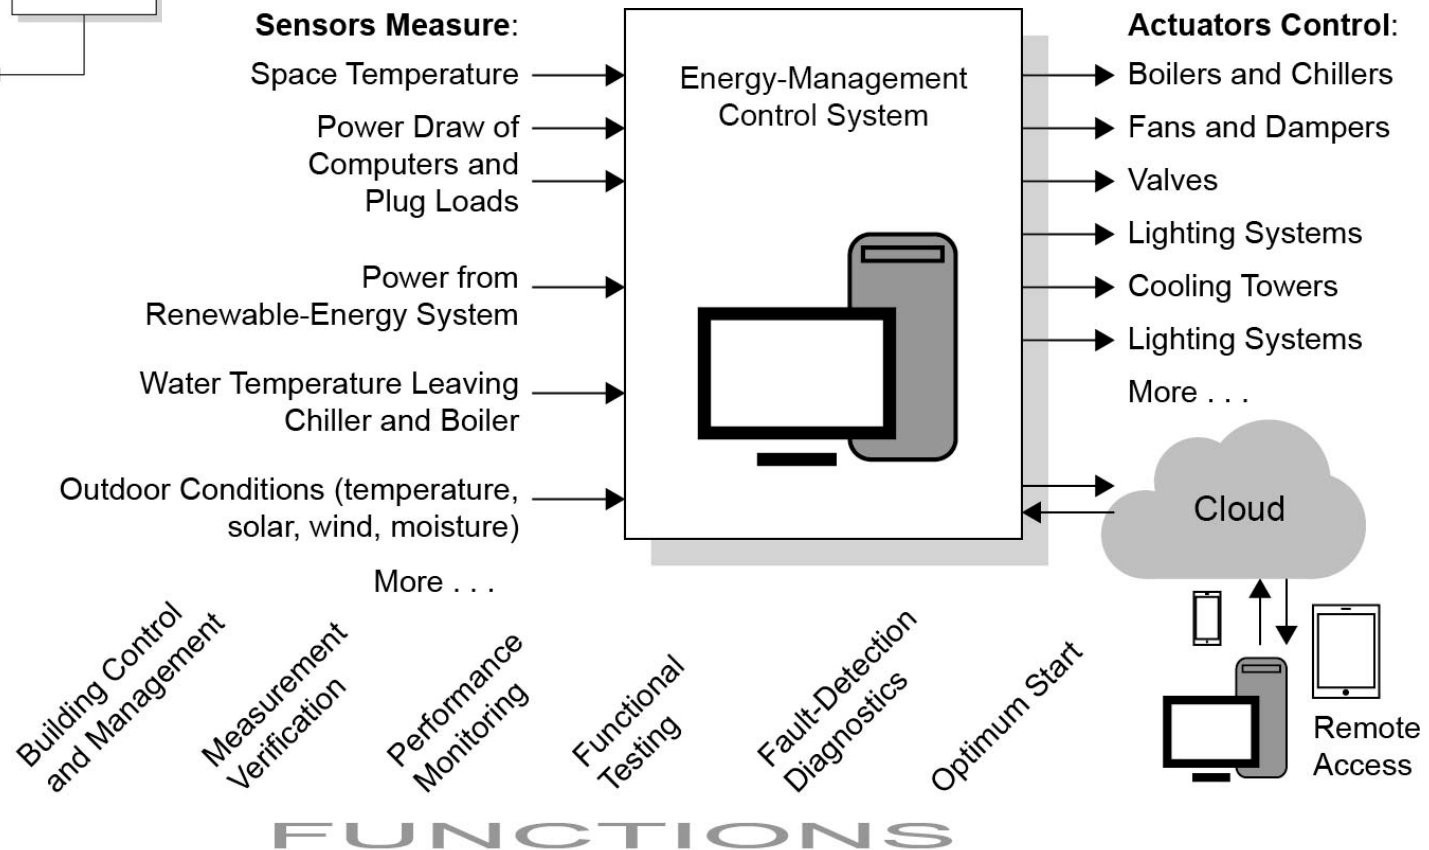 Sensors Measure:
Space Temperature
Power Draw of
Computers and
Plug Loads
Power from
Renewable-Energy System
Water Temperature Leaving
Chiller and Boiler
Outdoor Conditions (temperature,
solar, wind, moisture)
More . . .
Energy-Management
Control System
Actuators Control:
Boilers and Chillers
Fans and Dampers
Valves
Lighting Systems
Cooling Towers
Lighting Systems
More . . .
Cloud
Remote
Access
Building Control
and Management
Measurement
Verification
Performance
Monitoring
Functional
Testing
Fault-Detection
Diagnostics
Optimum Start
FUNCTIONS